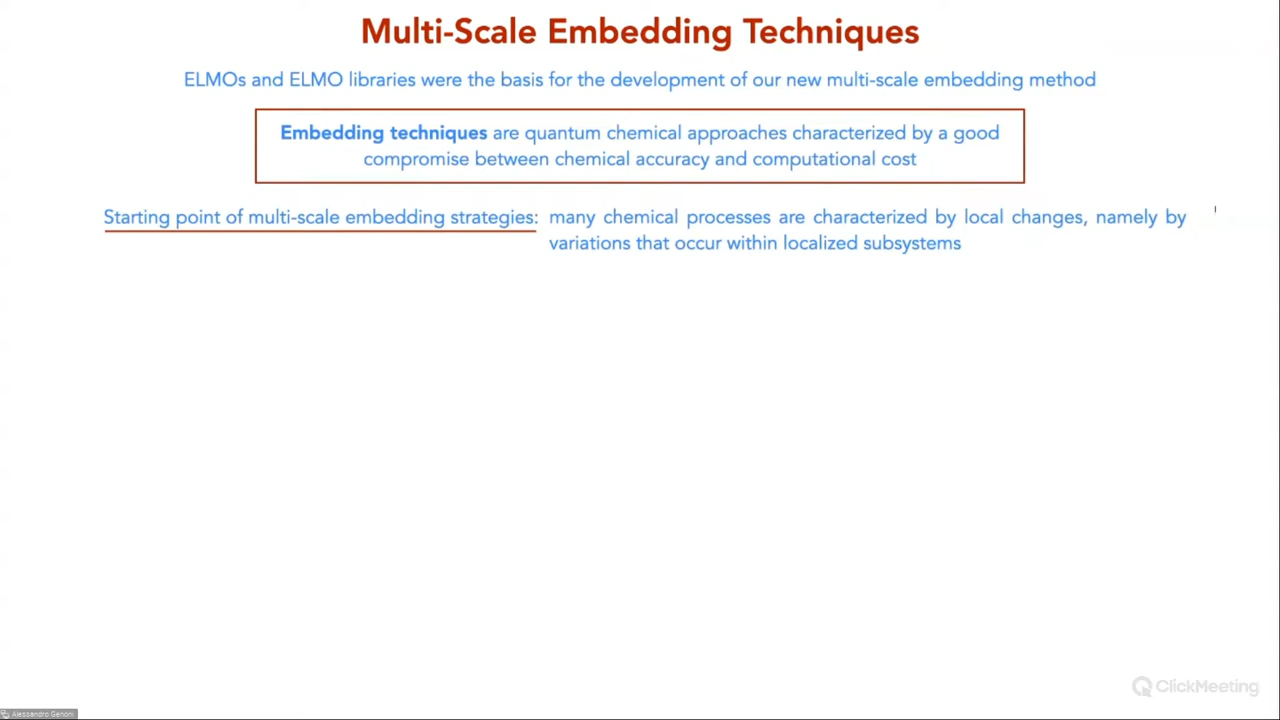 Multi-Scale Embedding Techniques
ELMOs and ELMO libraries were the basis for the development of our new multi-scale embedding method
Embedding techniques are quantum chemical approaches characterized by a good
compromise between chemical accuracy and computational cost
Starting point of multi-scale embedding strategies: many chemical processes are characterized by local changes, namely by
variations that occur within localized subsystems
ClickMeeting
Alessandro Genoni